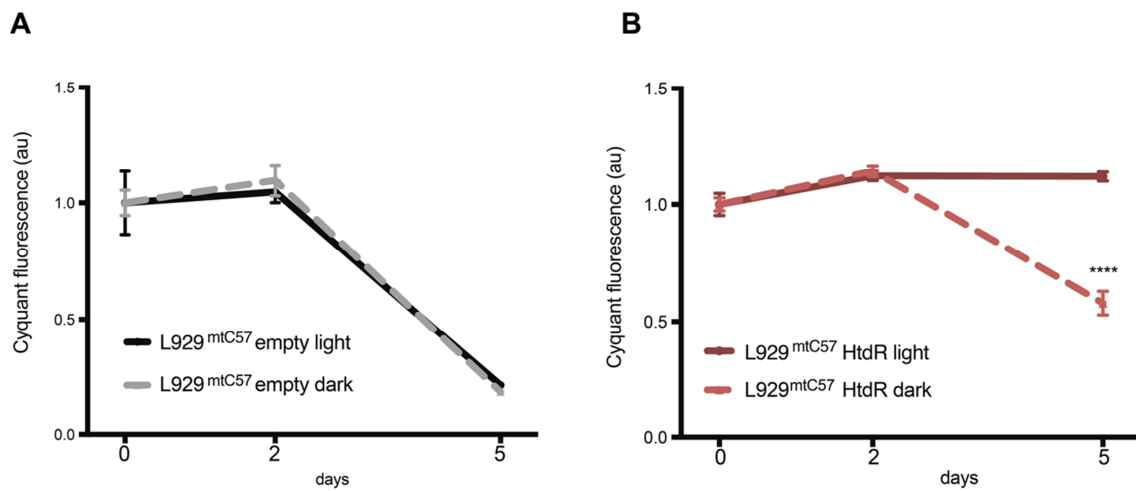 A
Cyquant fluorescence (au)
1.5
1.0
0.5
0.0
L929 mtC57 empty light
L929 mtC57 empty dark
0 2 5
days
B
Cyquant fluorescence (au)
1.5
1.0
0.5
0.0
****
L929 mtC57 HtdR light
L929 mtC57 HtdR dark
0 2 5
days